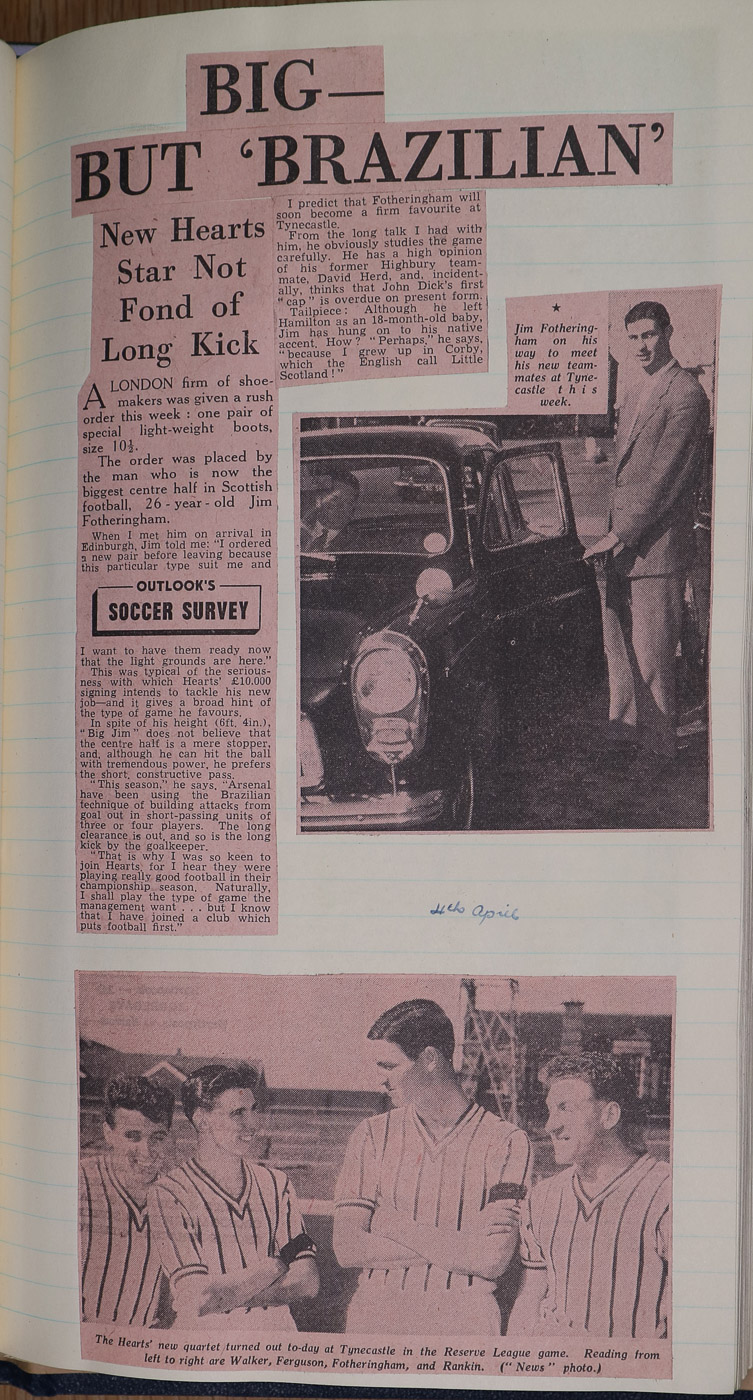 BIG—
BUT ‘BRAZILIAN’
New Hearts
Star Not
Fond of
Long Kick
A LONDON firm of shoe-
makers was given a rush
order this week : one pair of
special light-weight boots,
size 10½.
The order was placed by
the man who is now the
biggest centre half in Scottish
football, 26 - year - old Jim
Fotheringham.
When I met him on arrival in
Edinburgh, Jim told me: “I ordered
a new pair before leaving because
this particular type suit me and
OUTLOOK'S
SOCCER SURVEY
I want to have them ready now
that the light grounds are here.”
This was typical of the serious-
ness with which Hearts' £10,000
signing intends to tackle his new
job—and it gives a broad hint of
the type of game he favours.
In spite of his height (6ft. 4in.),
“Big Jim” does not believe that
the centre half is a mere stopper,
and, although he can hit the ball
with tremendous power, he prefers
the short, constructive pass.
“This season,” he says, “Arsenal
have been using the Brazilian
technique of building attacks from
goal out in short-passing units of
three or four players. The long
clearance is out, and so is the long
kick by the goalkeeper.
“That is why I was so keen to
join Hearts, for I hear they were
playing really good football in their
championship season. Naturally,
I shall play the type of game the
management want . . . but I know
that I have joined a club which
puts football first.”
I predict that Fotheringham will
soon become a firm favourite at
Tynecastle.
From the long talk I had with
him, he obviously studies the game
carefully. He has a high opinion
of his former Highbury team-
mate, David Herd, and, incident-
ally, thinks that John Dick's first
“cap” is overdue on present form.
Tailpiece: Although he left
Hamilton as an 18-month-old baby,
Jim has hung on to his native
accent. How? “Perhaps,” he says,
“because I grew up in Corby,
which the English call Little
Scotland!”
★
Jim Fothering-
ham on his
way to meet
his new team-
mates at Tyne-
castle this
week.
4th April
The Hearts' new quartet turned out to-day at Tynecastle in the Reserve League game. Reading from
left to right are Walker, Ferguson, Fotheringham, and Rankin. (“News” photo.)